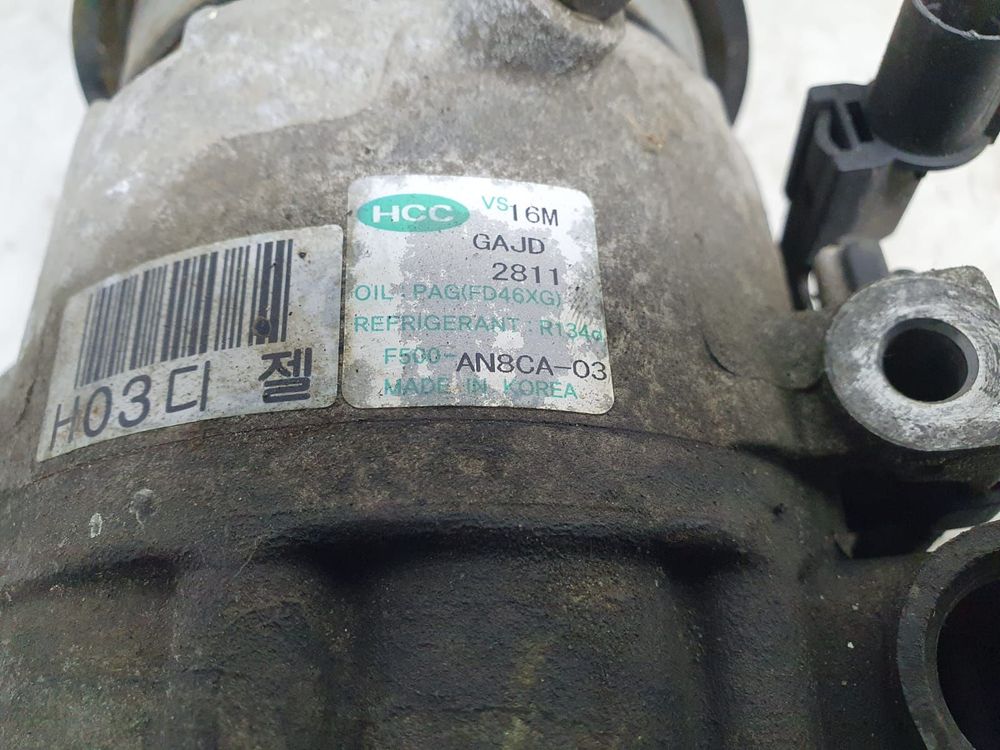 HCC VS16M
GAJD
2811
OIL : PAG(FD46XG)
REFRIGERANT : R134a
F500-AN8CA-03
MADE IN KOREA
H03디젤